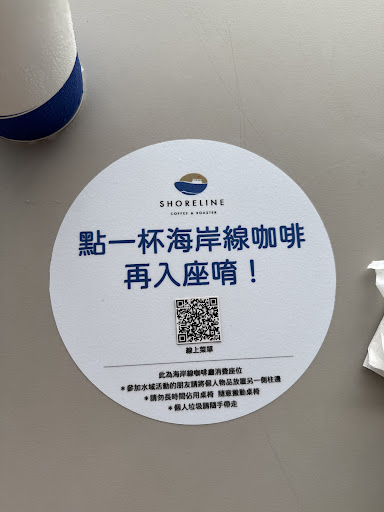 SHORELINE
COFFEE & ROASTER
點一杯海岸線咖啡
再入座唷！
線上菜單
此為海岸線咖啡廳消費座位
*參加水域活動的朋友請將個人物品放置另一側柱邊
*請勿長時間佔用桌椅 隨意搬動桌椅
*個人垃圾請隨手帶走